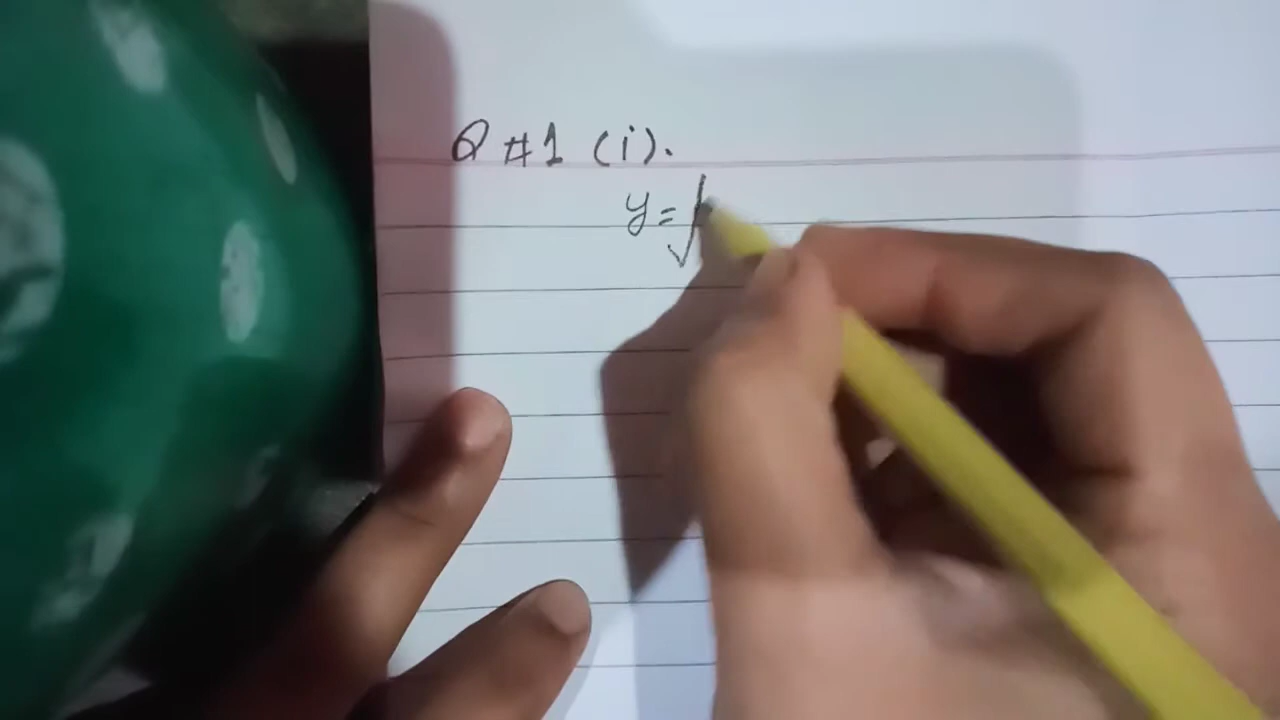 Q #1 (i).
y=√